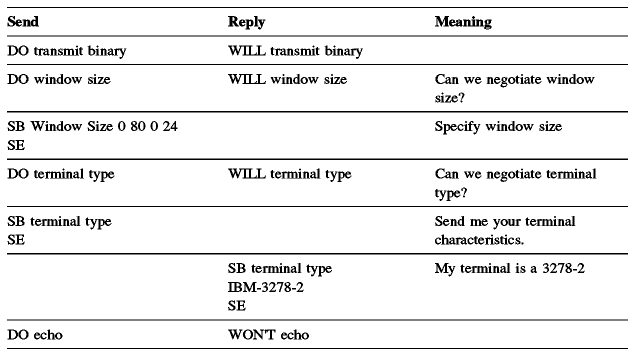 Send Reply Meaning
DO transmit binary WILL transmit binary
DO window size WILL window size Can we negotiate window
size?
SB Window Size 0 80 0 24 Specify window size
SE
DO terminal type WILL terminal type Can we negotiate terminal
type?
SB terminal type Send me your terminal
SE characteristics.
SB terminal type My terminal is a 3278-2
IBM-3278-2
SE
DO echo WON'T echo